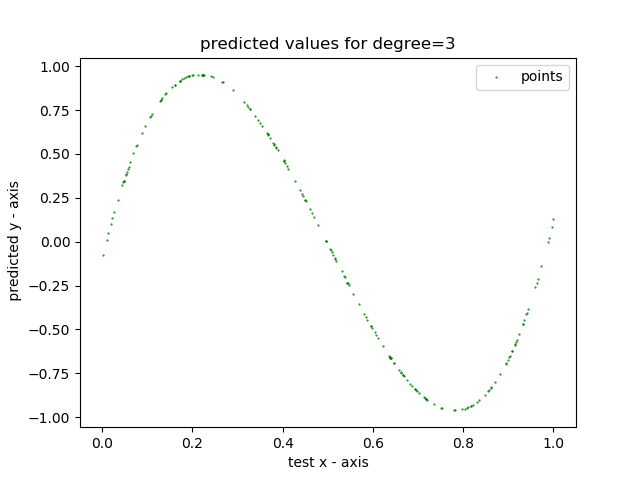 predicted values for degree=3
points
predicted y - axis
1.00
0.75
0.50
0.25
0.00
−0.25
−0.50
−0.75
−1.00
0.0 0.2 0.4 0.6 0.8 1.0
test x - axis